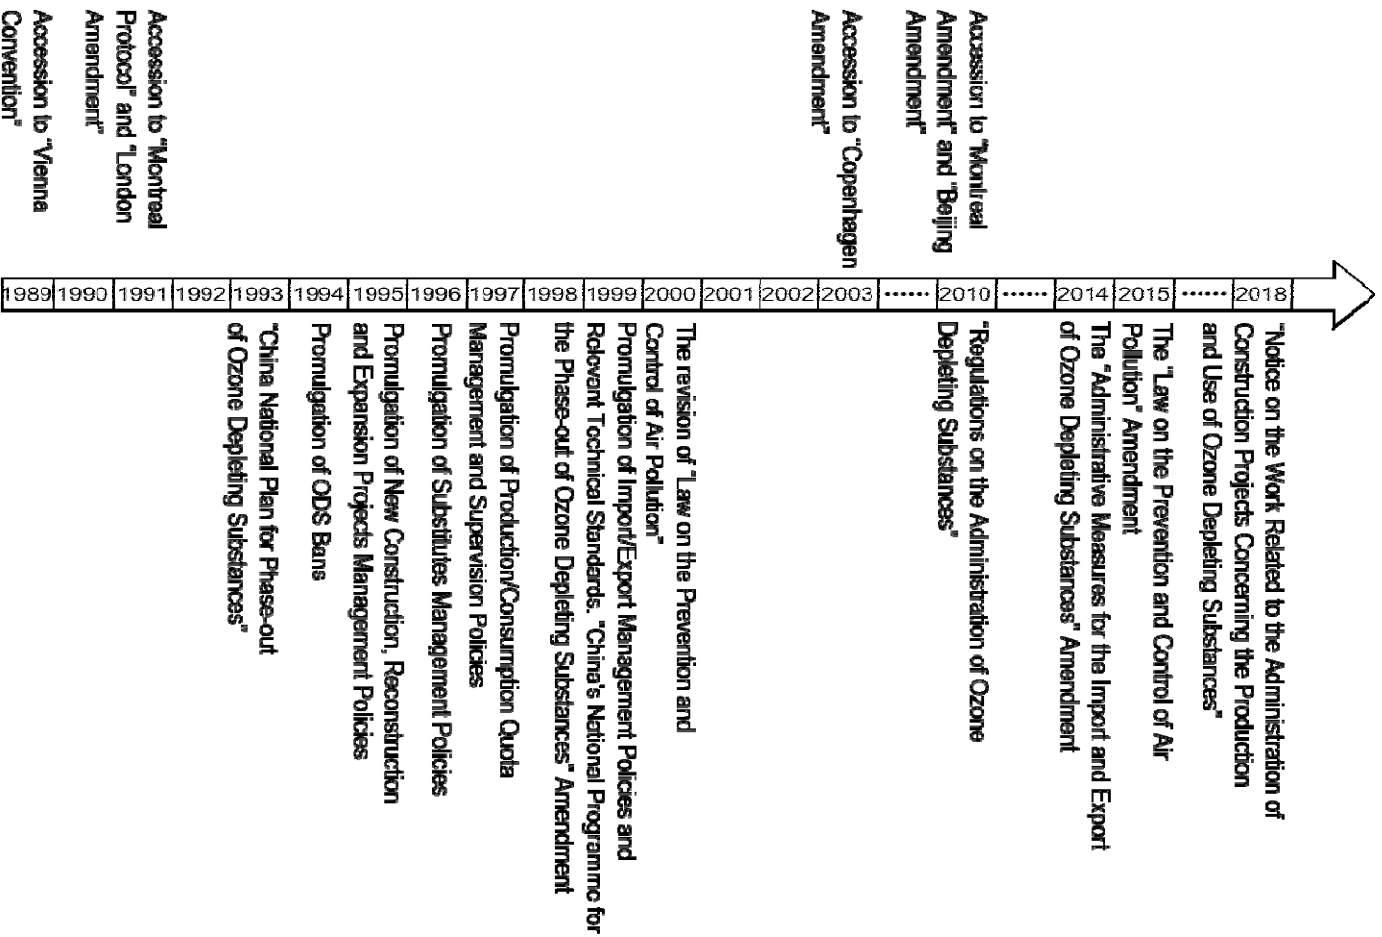 Accession to "Vienna
Convention"
Accession to "Montreal
Protocol" and "London
Amendment"
Accession to "Copenhagen
Amendment"
Accession to "Montreal
Amendment" and "Beijing
Amendment"
1989 1990 1991 1992 1993 1994 1995 1996 1997 1998 1999 2000 2001 2002 2003 ······ 2010 ······ 2014 2015 ······ 2018
"China National Plan for Phase-out
of Ozone Depleting Substances"
Promulgation of ODS Bans
Promulgation of New Construction, Reconstruction
and Expansion Projects Management Policies
Promulgation of Substitutes Management Policies
Promulgation of Production/Consumption Quota
Management and Supervision Policies
Promulgation of Import/Export Management Policies and
Relevant Technical Standards. "China's National Programme for
the Phase-out of Ozone Depleting Substances" Amendment
The revision of "Law on the Prevention and
Control of Air Pollution"
"Regulations on the Administration of Ozone
Depleting Substances"
The "Administrative Measures for the Import and Export
of Ozone Depleting Substances" Amendment
The "Law on the Prevention and Control of Air
Pollution" Amendment
"Notice on the Work Related to the Administration of
Construction Projects Concerning the Production
and Use of Ozone Depleting Substances"